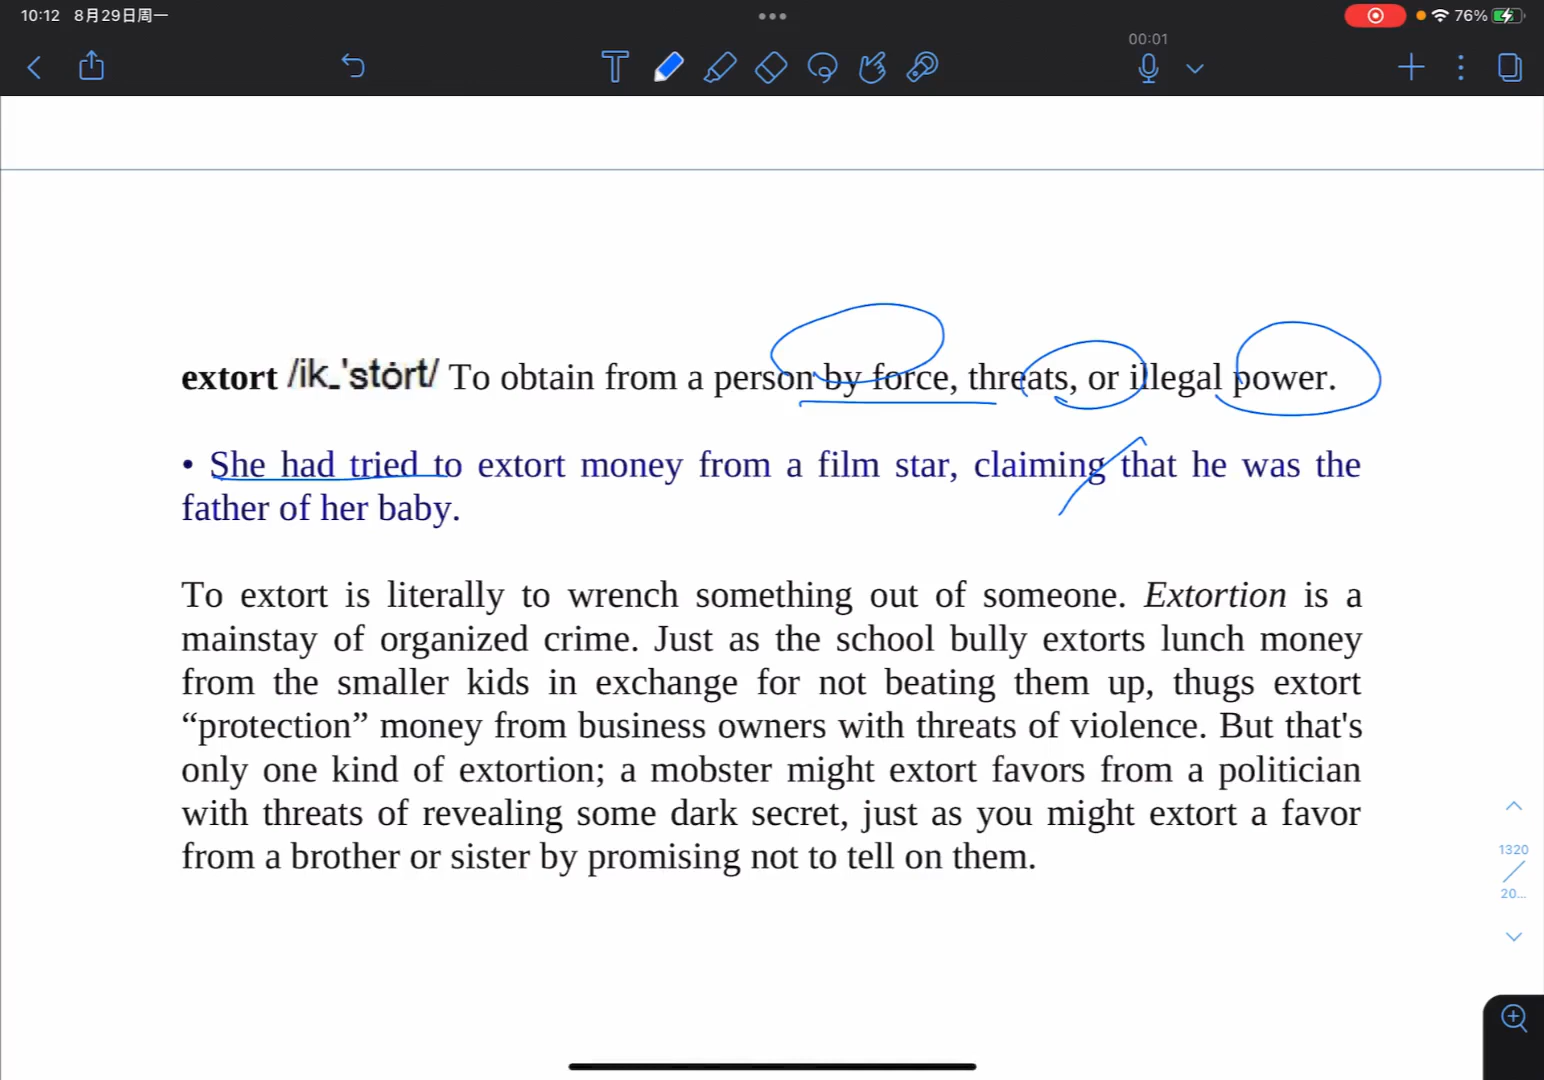 10:12 8月29日周一
76%
00:01
extort /ik-'stȯrt/ To obtain from a person by force, threats, or illegal power.
• She had tried to extort money from a film star, claiming that he was the
father of her baby.
To extort is literally to wrench something out of someone. Extortion is a
mainstay of organized crime. Just as the school bully extorts lunch money
from the smaller kids in exchange for not beating them up, thugs extort
“protection” money from business owners with threats of violence. But that's
only one kind of extortion; a mobster might extort favors from a politician
with threats of revealing some dark secret, just as you might extort a favor
from a brother or sister by promising not to tell on them.
1320
20...